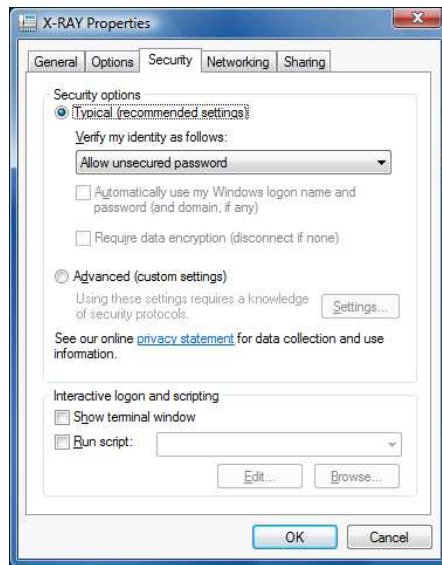 X-RAY Properties
General Options Security Networking Sharing
Security options
Typical (recommended settings)
Verify my identity as follows:
Allow unsecured password
Automatically use my Windows logon name and
password (and domain, if any)
Require data encryption (disconnect if none)
Advanced (custom settings)
Using these settings requires a knowledge
of security protocols.
Settings...
See our online privacy statement for data collection and use
information.
Interactive logon and scripting
Show terminal window
Run script:
Edit... Browse...
OK Cancel